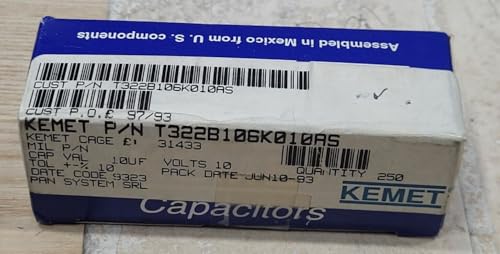 Assembled in Mexico from U. S. components
CUST P/N T322B106K010AS
CUST P.O.£ 97/93
KEMET P/N T322B106K010AS
KEMET CAGE £: 31433
MIL P/N
CAP VAL 10UF VOLTS 10 QUANTITY
TOL +-% 10 PACK DATE JUN10-93 250
DATE CODE 9323
PAN SYSTEM SRL
KEMET
Capacitors